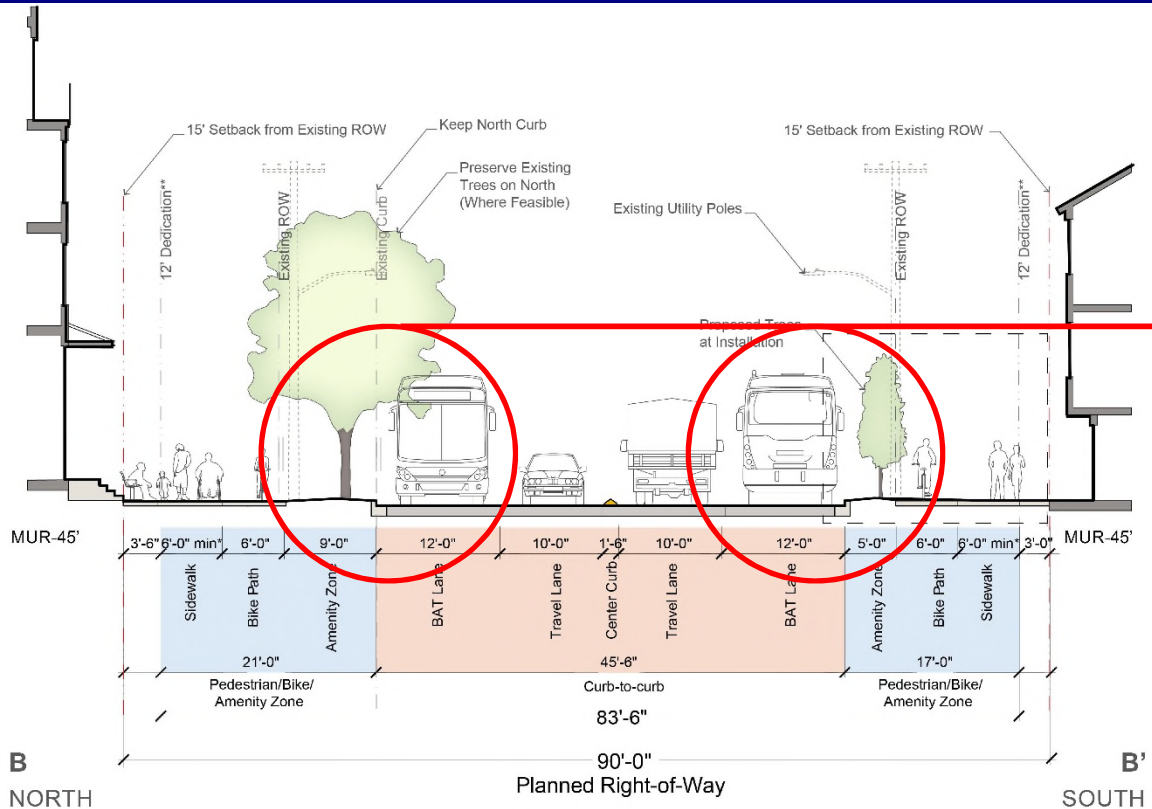 15' Setback from Existing ROW
Keep North Curb
15' Setback from Existing ROW
Preserve Existing
Trees on North
(Where Feasible)
Existing Utility Poles
12' Dedication**
Existing ROW
Existing Curb
Existing ROW
12' Dedication**
Proposed Trees
at Installation
MUR-45'
3'-6"
6'-0" min*
6'-0"
9'-0"
12'-0"
10'-0"
1'-6"
10'-0"
12'-0"
5'-0"
6'-0"
6'-0" min*
3'-0"
MUR-45'
Sidewalk
Bike Path
Amenity Zone
BAT Lane
Travel Lane
Center Curb
Travel Lane
BAT Lane
Amenity Zone
Bike Path
Sidewalk
21'-0"
45'-6"
17'-0"
Pedestrian/Bike/
Amenity Zone
Curb-to-curb
Pedestrian/Bike/
Amenity Zone
83'-6"
90'-0"
Planned Right-of-Way
B
NORTH
B'
SOUTH